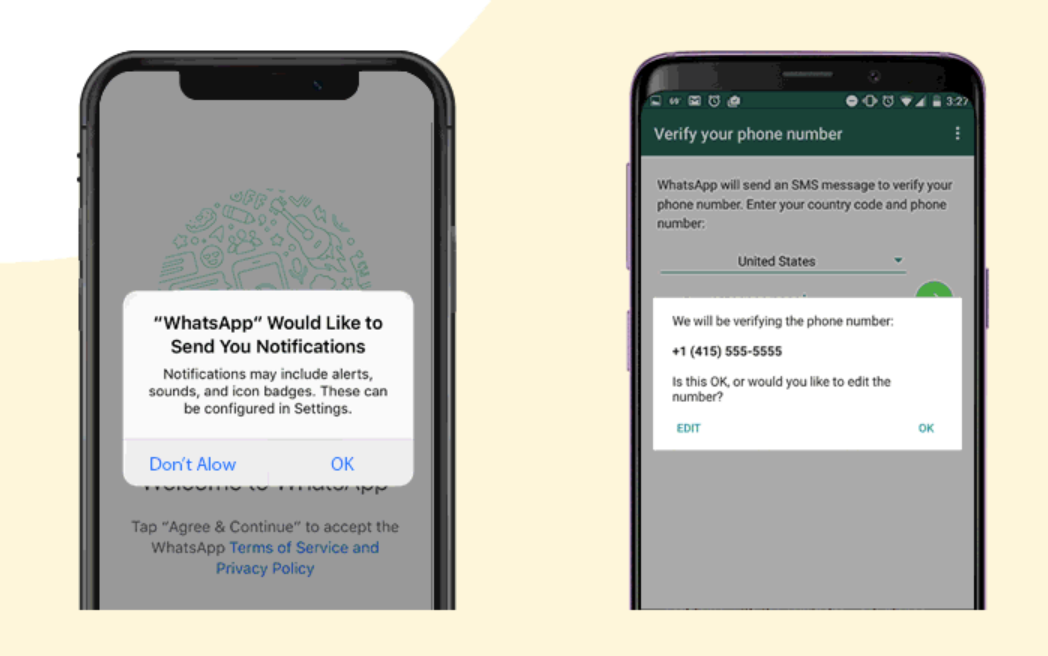 “WhatsApp” Would Like to
Send You Notifications
Notifications may include alerts,
sounds, and icon badges. These can
be configured in Settings.
Don’t Alow
OK
Welcome to WhatsApp
Tap “Agree & Continue” to accept the
WhatsApp Terms of Service and
Privacy Policy
3:27
Verify your phone number
WhatsApp will send an SMS message to verify your
phone number. Enter your country code and phone
number:
United States
We will be verifying the phone number:
+1 (415) 555-5555
Is this OK, or would you like to edit the
number?
EDIT
OK